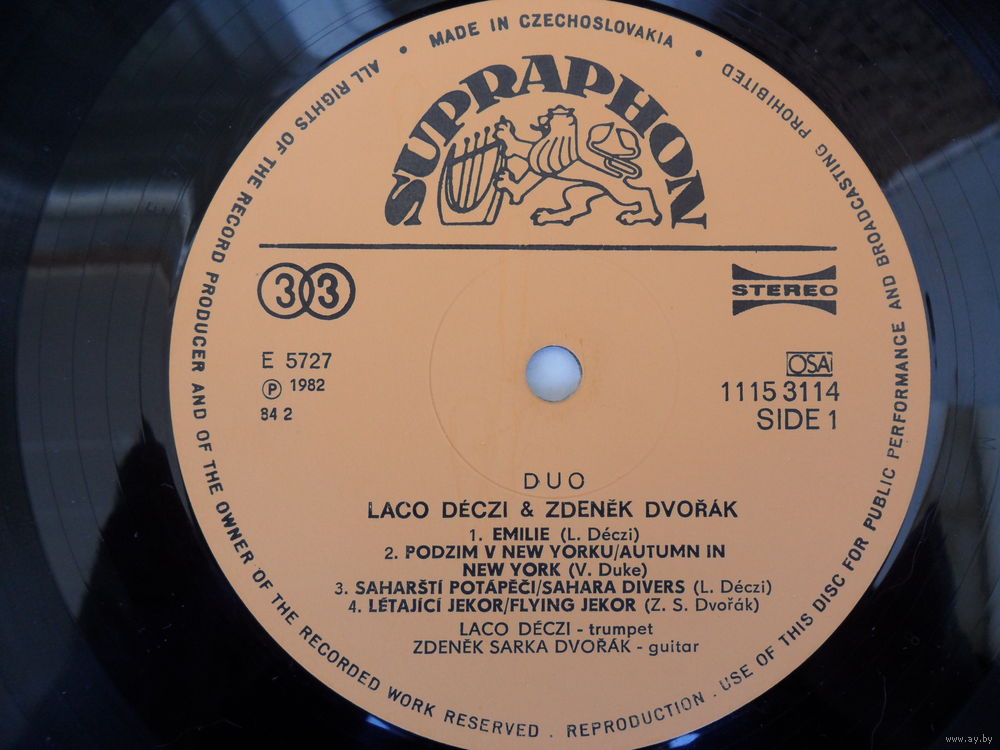 MADE IN CZECHOSLOVAKIA
ALL RIGHTS OF THE RECORD PRODUCER AND OF THE OWNER OF THE RECORDED WORK RESERVED . REPRODUCTION . USE OF THIS DISC FOR PUBLIC PERFORMANCE AND BROADCASTING PROHIBITED
SUPRAPHON
33
STEREO
E 5727
Ⓟ 1982
84 2
OSA
1115 3114
SIDE 1
DUO
LACO DÉCZI & ZDENĚK DVOŘÁK
1. EMILIE (L. Déczi)
2. PODZIM V NEW YORKU/AUTUMN IN
NEW YORK (V. Duke)
3. SAHARŠTÍ POTÁPĚČI/SAHARA DIVERS (L. Déczi)
4. LÉTAJÍCÍ JEKOR/FLYING JEKOR (Z. S. Dvořák)
LACO DÉCZI - trumpet
ZDENĚK SARKA DVOŘÁK - guitar
www.ay.by